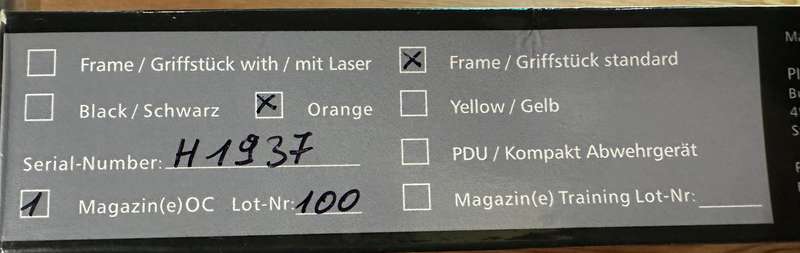 Frame / Griffstück with / mit Laser
Frame / Griffstück standard
Black / Schwarz
Orange
Yellow / Gelb
Serial-Number: H1937
PDU / Kompakt Abwehrgerät
1 Magazin(e)OC Lot-Nr: 100
Magazin(e) Training Lot-Nr: